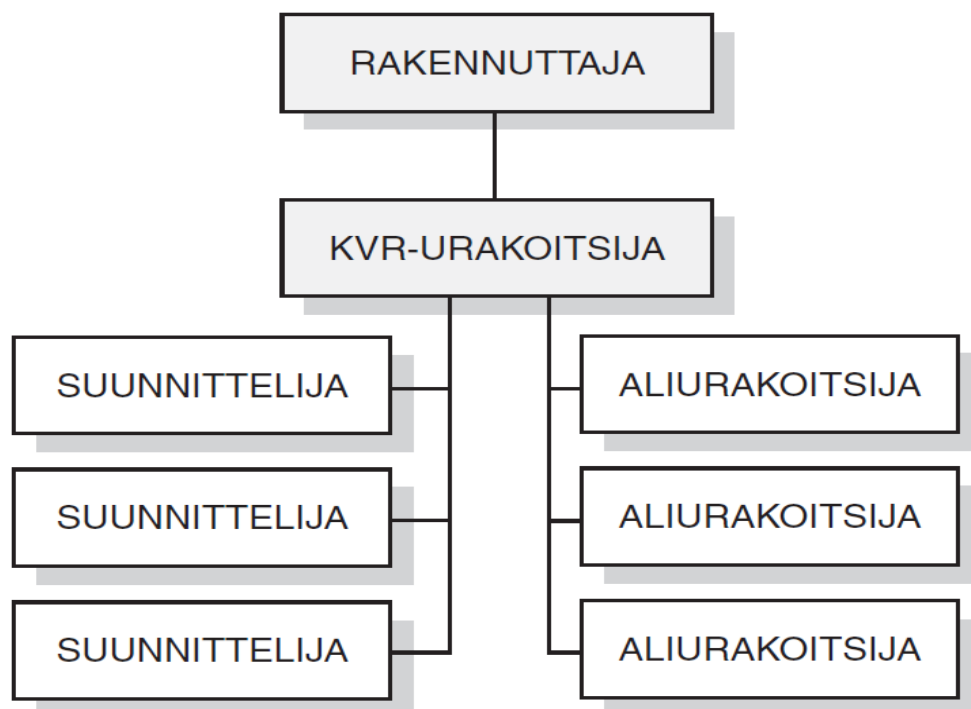 RAKENNUTTAJA
KVR-URAKOITSIJA
SUUNNITTELIJA
ALIURAKOITSIJA
SUUNNITTELIJA
ALIURAKOITSIJA
SUUNNITTELIJA
ALIURAKOITSIJA